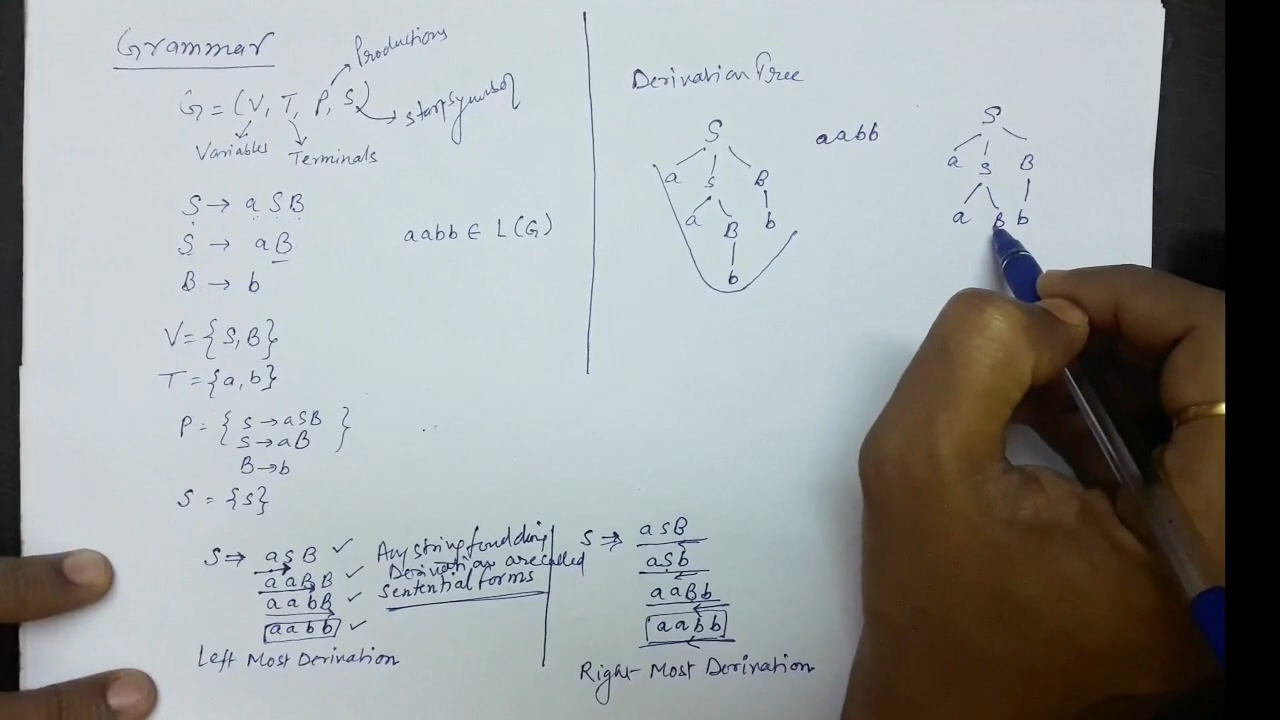 Grammar
Productions
G = (V, T, P, S)
Start Symbol
Variables
Terminals
S → a S B
S → a B
B → b
aabb ∈ L(G)
V = {S, B}
T = {a, b}
P = { S → aSB
S → aB }
B → b
S = {S}
S ⇒ a S B ✓
a a B B ✓
a a b B ✓
a a b b ✓
Left Most Derivation
Any string found ding
Derivation are called
Sentential forms
S ⇒ a S B
a S b
a a B b
a a b b
Right-Most Derivation
Derivation Tree
S
a S B
a B b
b
aabb
S
a S B
a B b